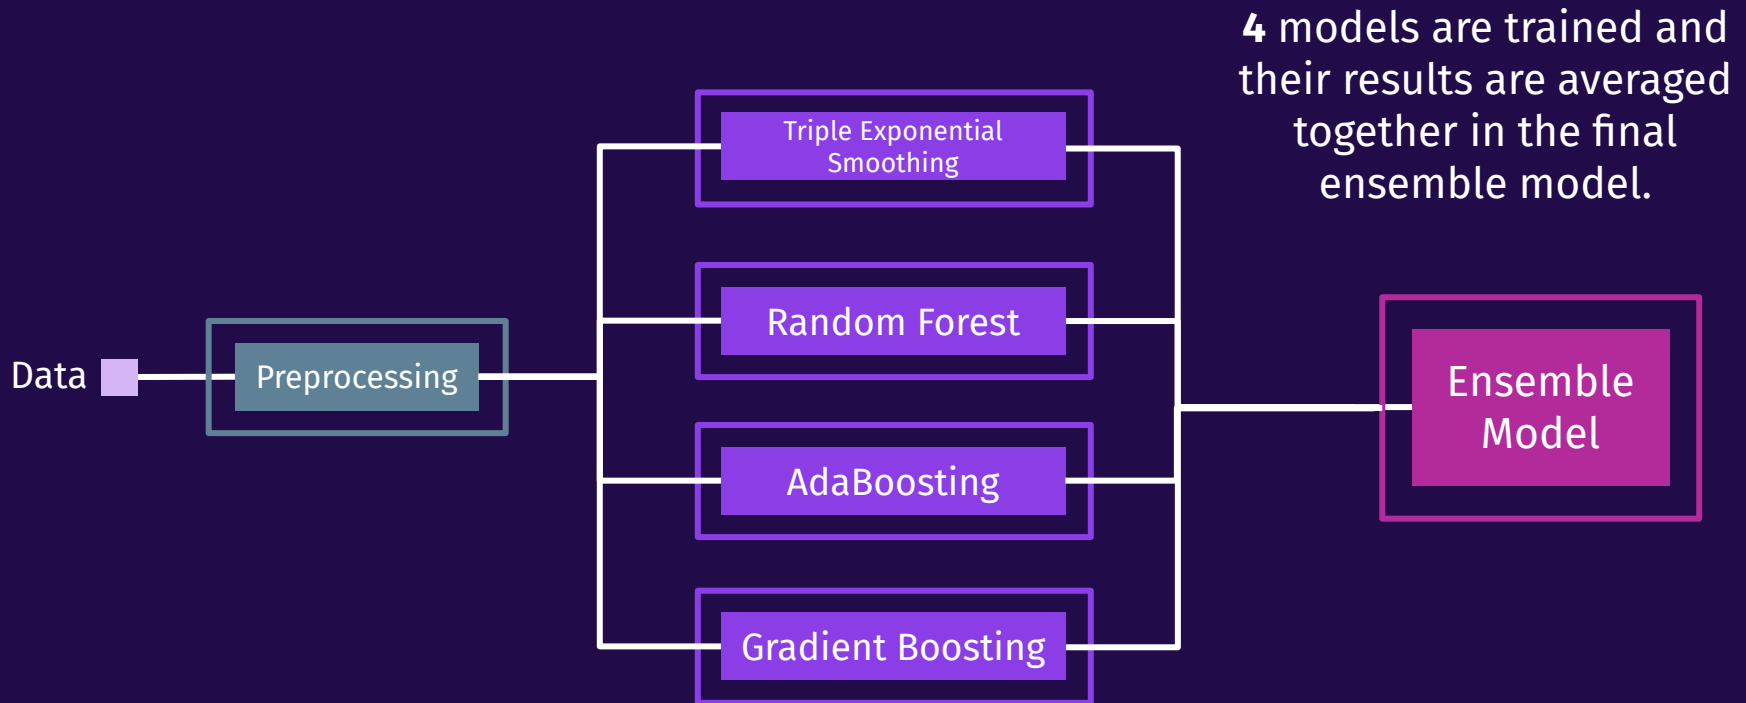 4 models are trained and
their results are averaged
together in the final
ensemble model.
Triple Exponential
Smoothing
Random Forest
Data
Preprocessing
Ensemble
Model
AdaBoosting
Gradient Boosting